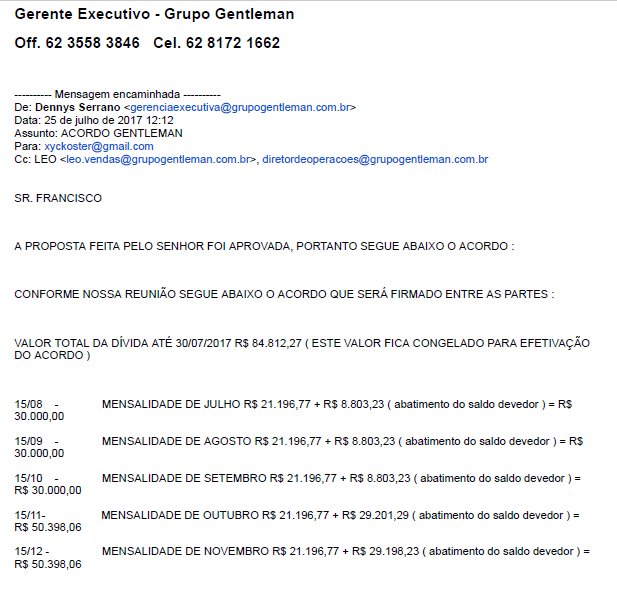 Gerente Executivo - Grupo Gentleman
Off. 62 3558 3846 Cel. 62 8172 1662
---------- Mensagem encaminhada ----------
De: Dennys Serrano <gerenciaexecutiva@grupogentleman.com.br>
Data: 25 de julho de 2017 12:12
Assunto: ACORDO GENTLEMAN
Para: xyckoster@gmail.com
Cc: LEO <leo.vendas@grupogentleman.com.br>, diretordeoperacoes@grupogentleman.com.br
SR. FRANCISCO
A PROPOSTA FEITA PELO SENHOR FOI APROVADA, PORTANTO SEGUE ABAIXO O ACORDO :
CONFORME NOSSA REUNIÃO SEGUE ABAIXO O ACORDO QUE SERÁ FIRMADO ENTRE AS PARTES :
VALOR TOTAL DA DÍVIDA ATÉ 30/07/2017 R$ 84.812,27 ( ESTE VALOR FICA CONGELADO PARA EFETIVAÇÃO
DO ACORDO )
15/08 - MENSALIDADE DE JULHO R$ 21.196,77 + R$ 8.803,23 ( abatimento do saldo devedor ) = R$
30.000,00
15/09 - MENSALIDADE DE AGOSTO R$ 21.196,77 + R$ 8.803,23 ( abatimento do saldo devedor ) = R$
30.000,00
15/10 - MENSALIDADE DE SETEMBRO R$ 21.196,77 + R$ 8.803,23 ( abatimento do saldo devedor ) =
R$ 30.000,00
15/11- MENSALIDADE DE OUTUBRO R$ 21.196,77 + R$ 29.201,29 ( abatimento do saldo devedor ) =
R$ 50.398,06
15/12 - MENSALIDADE DE NOVEMBRO R$ 21.196,77 + R$ 29.198,23 ( abatimento do saldo devedor ) =
R$ 50.398,06